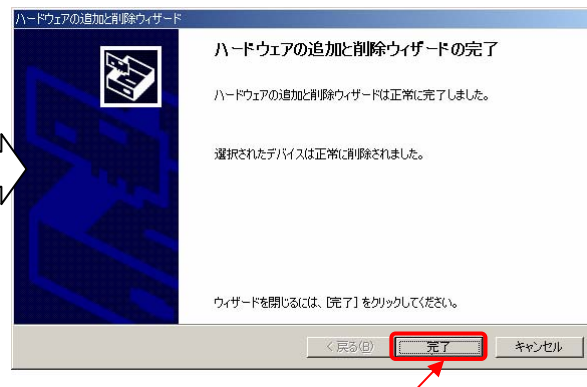 ハードウェアの追加と削除ウィザード
ハードウェアの追加と削除ウィザードの完了
ハードウェアの追加と削除ウィザードは正常に完了しました。
選択されたデバイスは正常に削除されました。
ウィザードを閉じるには、[完了] をクリックしてください。
< 戻る(B)
完了
キャンセル